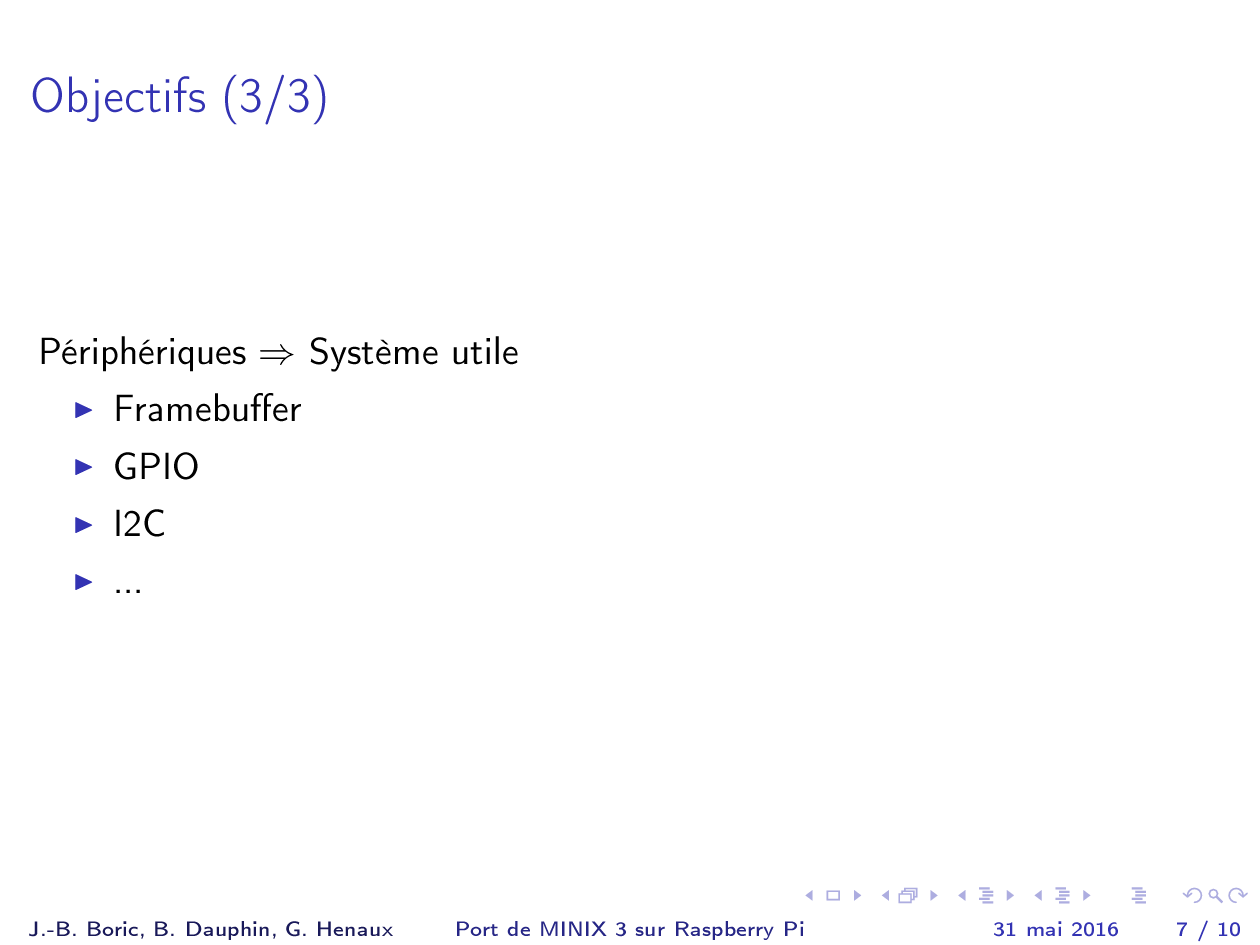 Objectifs (3/3)
Périphériques ⇒ Système utile
▶ Framebuffer
▶ GPIO
▶ I2C
▶ ...
J.-B. Boric, B. Dauphin, G. Henaux Port de MINIX 3 sur Raspberry Pi 31 mai 2016 7 / 10